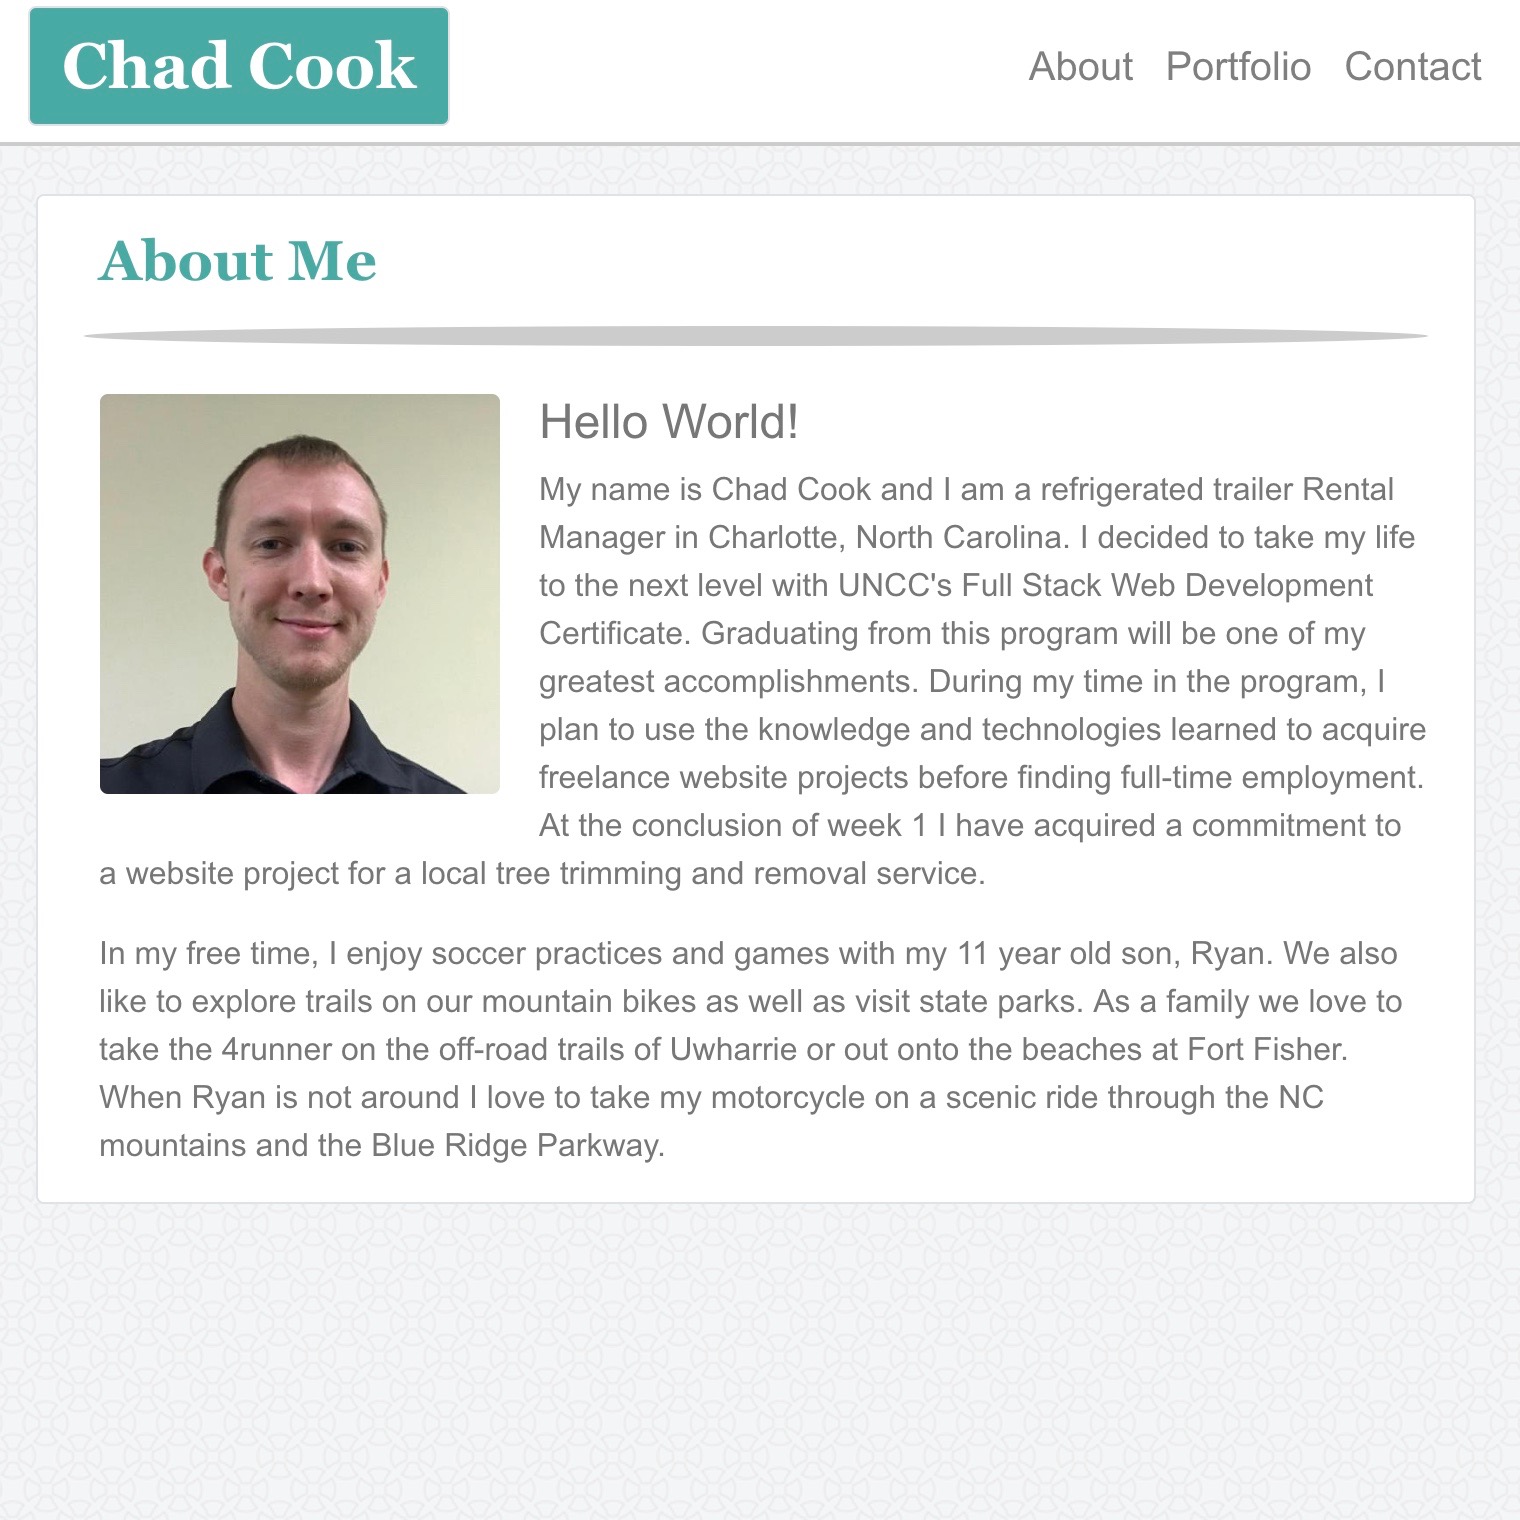 Chad Cook
About Portfolio Contact
About Me
Hello World!
My name is Chad Cook and I am a refrigerated trailer Rental
Manager in Charlotte, North Carolina. I decided to take my life
to the next level with UNCC's Full Stack Web Development
Certificate. Graduating from this program will be one of my
greatest accomplishments. During my time in the program, I
plan to use the knowledge and technologies learned to acquire
freelance website projects before finding full-time employment.
At the conclusion of week 1 I have acquired a commitment to
a website project for a local tree trimming and removal service.
In my free time, I enjoy soccer practices and games with my 11 year old son, Ryan. We also
like to explore trails on our mountain bikes as well as visit state parks. As a family we love to
take the 4runner on the off-road trails of Uwharrie or out onto the beaches at Fort Fisher.
When Ryan is not around I love to take my motorcycle on a scenic ride through the NC
mountains and the Blue Ridge Parkway.